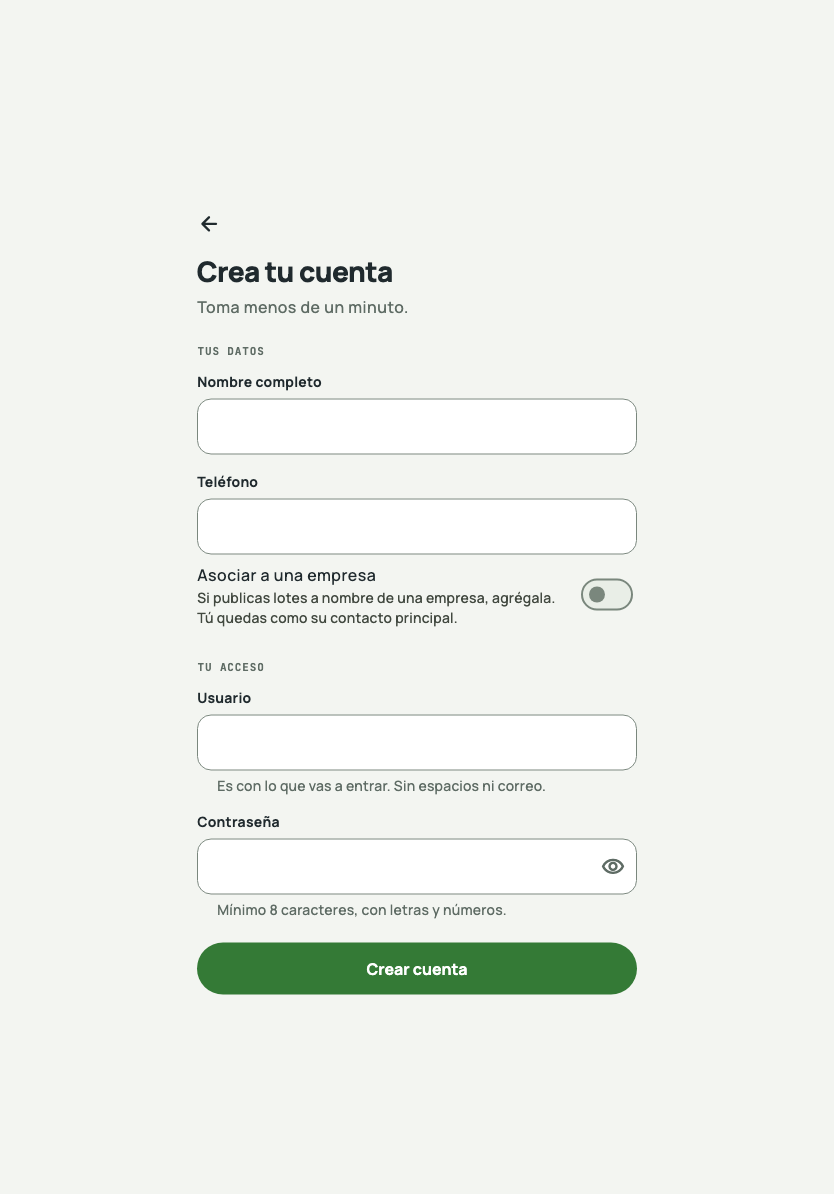 Crea tu cuenta
Toma menos de un minuto.
TUS DATOS
Nombre completo
Teléfono
Asociar a una empresa
Si publicas lotes a nombre de una empresa, agrégala.
Tú quedas como su contacto principal.
TU ACCESO
Usuario
Es con lo que vas a entrar. Sin espacios ni correo.
Contraseña
Mínimo 8 caracteres, con letras y números.
Crear cuenta